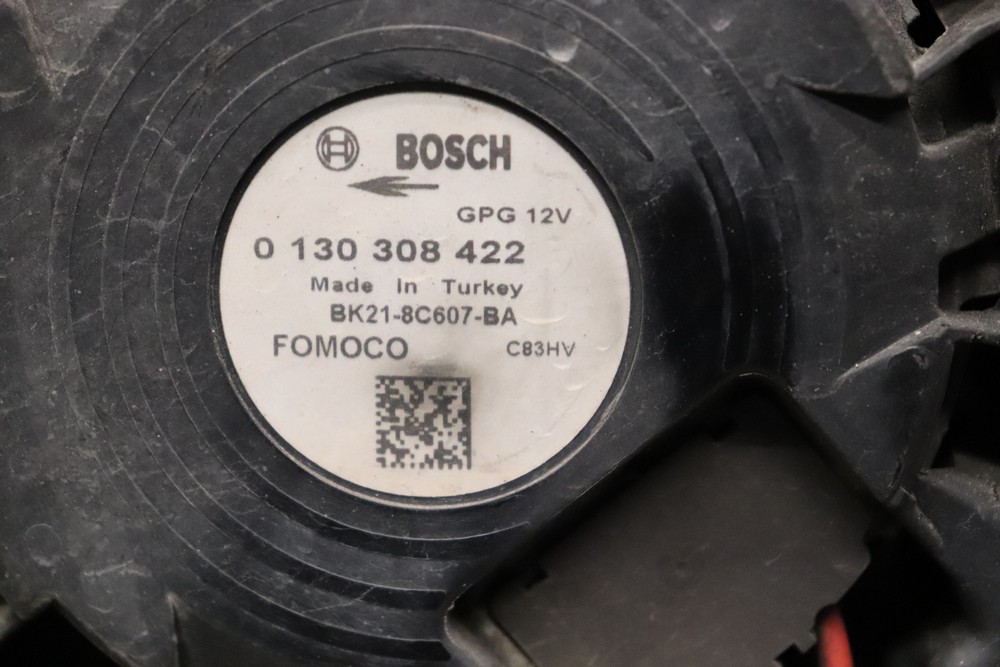 BOSCH
GPG 12V
0 130 308 422
Made In Turkey
BK21-8C607-BA
FOMOCO C83HV